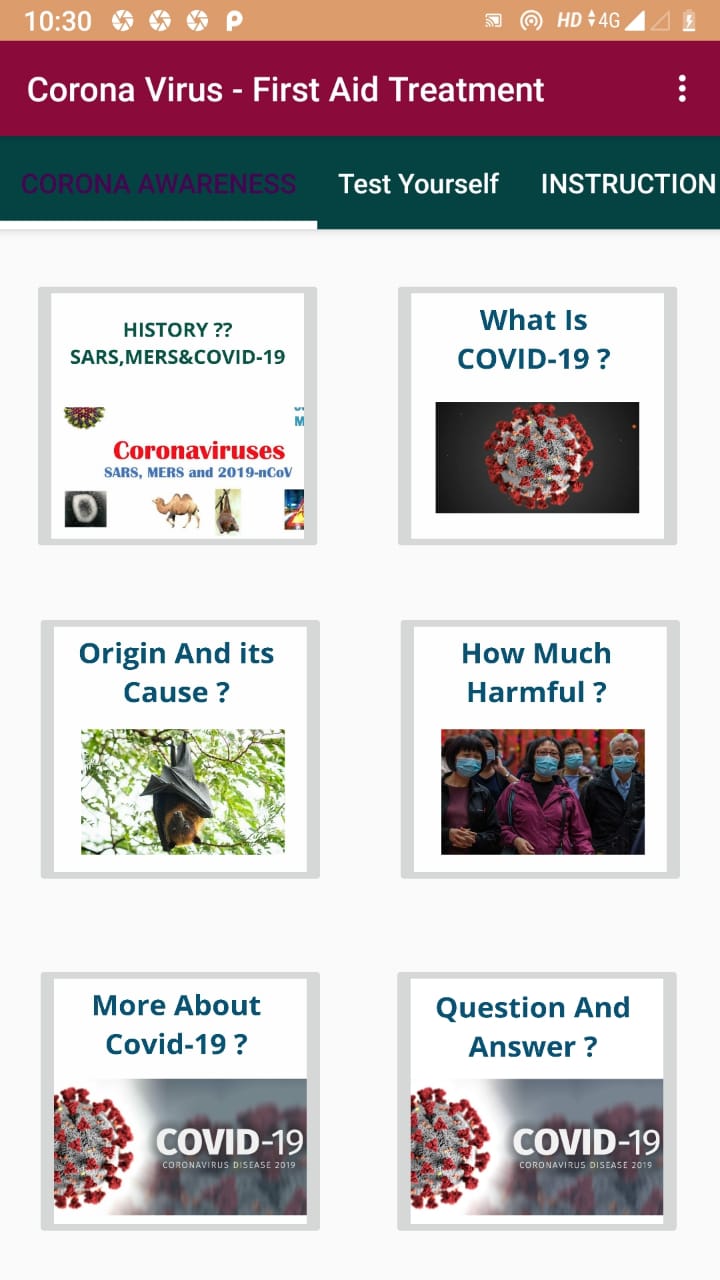 10:30
HD 4G
Corona Virus - First Aid Treatment
CORONA AWARENESS
Test Yourself
INSTRUCTION
HISTORY ??
SARS,MERS&COVID-19
Coronaviruses
SARS, MERS and 2019-nCoV
What Is
COVID-19 ?
Origin And its
Cause ?
How Much
Harmful ?
More About
Covid-19 ?
COVID-19
CORONAVIRUS DISEASE 2019
Question And
Answer ?
COVID-19
CORONAVIRUS DISEASE 2019